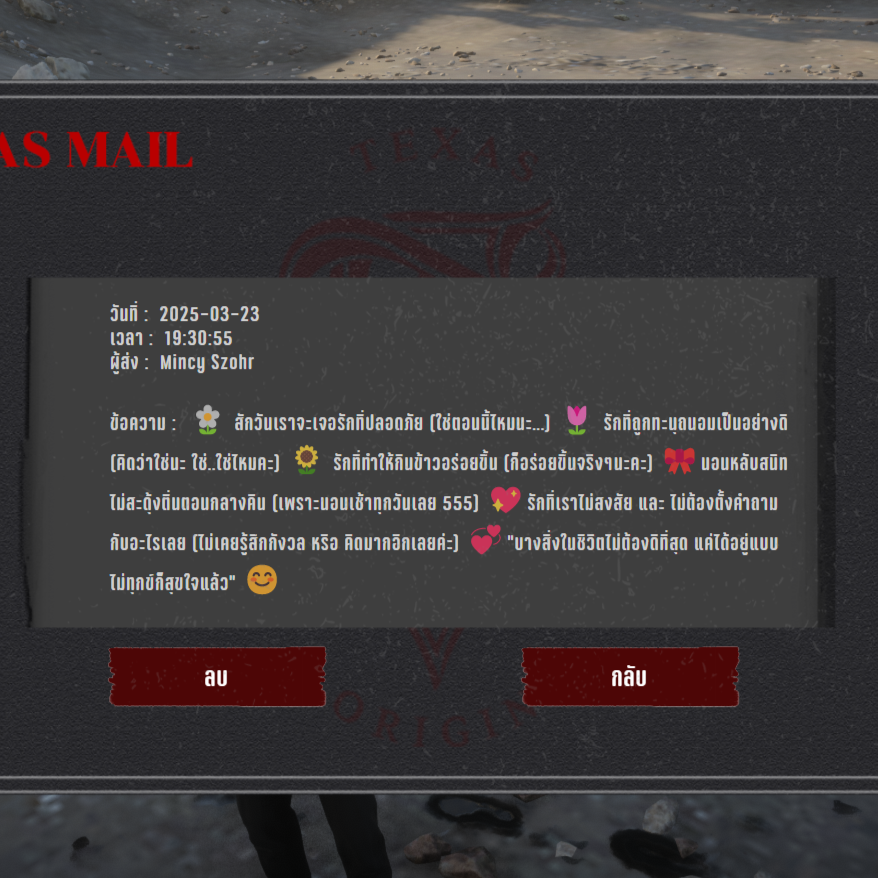 AS MAIL
TEXAS
วันที่ : 2025-03-23
เวลา : 19:30:55
ผู้ส่ง : Mincy Szohr
ข้อความ : 🌼 สักวันเราจะเจอรักที่ปลอดภัย (ใช่ตอนนี้ไหมนะ...) 🌷 รักที่ถูกทะนุถนอมเป็นอย่างดี
(คิดว่าใช่นะ ใช่..ใช่ไหมคะ) 🌻 รักที่ทำให้กินข้าวอร่อยขึ้น (ก็อร่อยขึ้นจริงๆนะคะ) 🎀 นอนหลับสนิท
ไม่สะดุ้งตื่นตอนกลางคืน (เพราะนอนเช้าทุกวันเลย 555) 💖 รักที่เราไม่สงสัย และ ไม่ต้องตั้งคำถาม
กับอะไรเลย (ไม่เคยรู้สึกกังวล หรือ คิดมากอีกเลยค่ะ) 💞 "บางสิ่งในชีวิตไม่ต้องดีที่สุด แค่ได้อยู่แบบ
ไม่ทุกข์ก็สุขใจแล้ว" 😊
ลบ
กลับ
ORIGIN